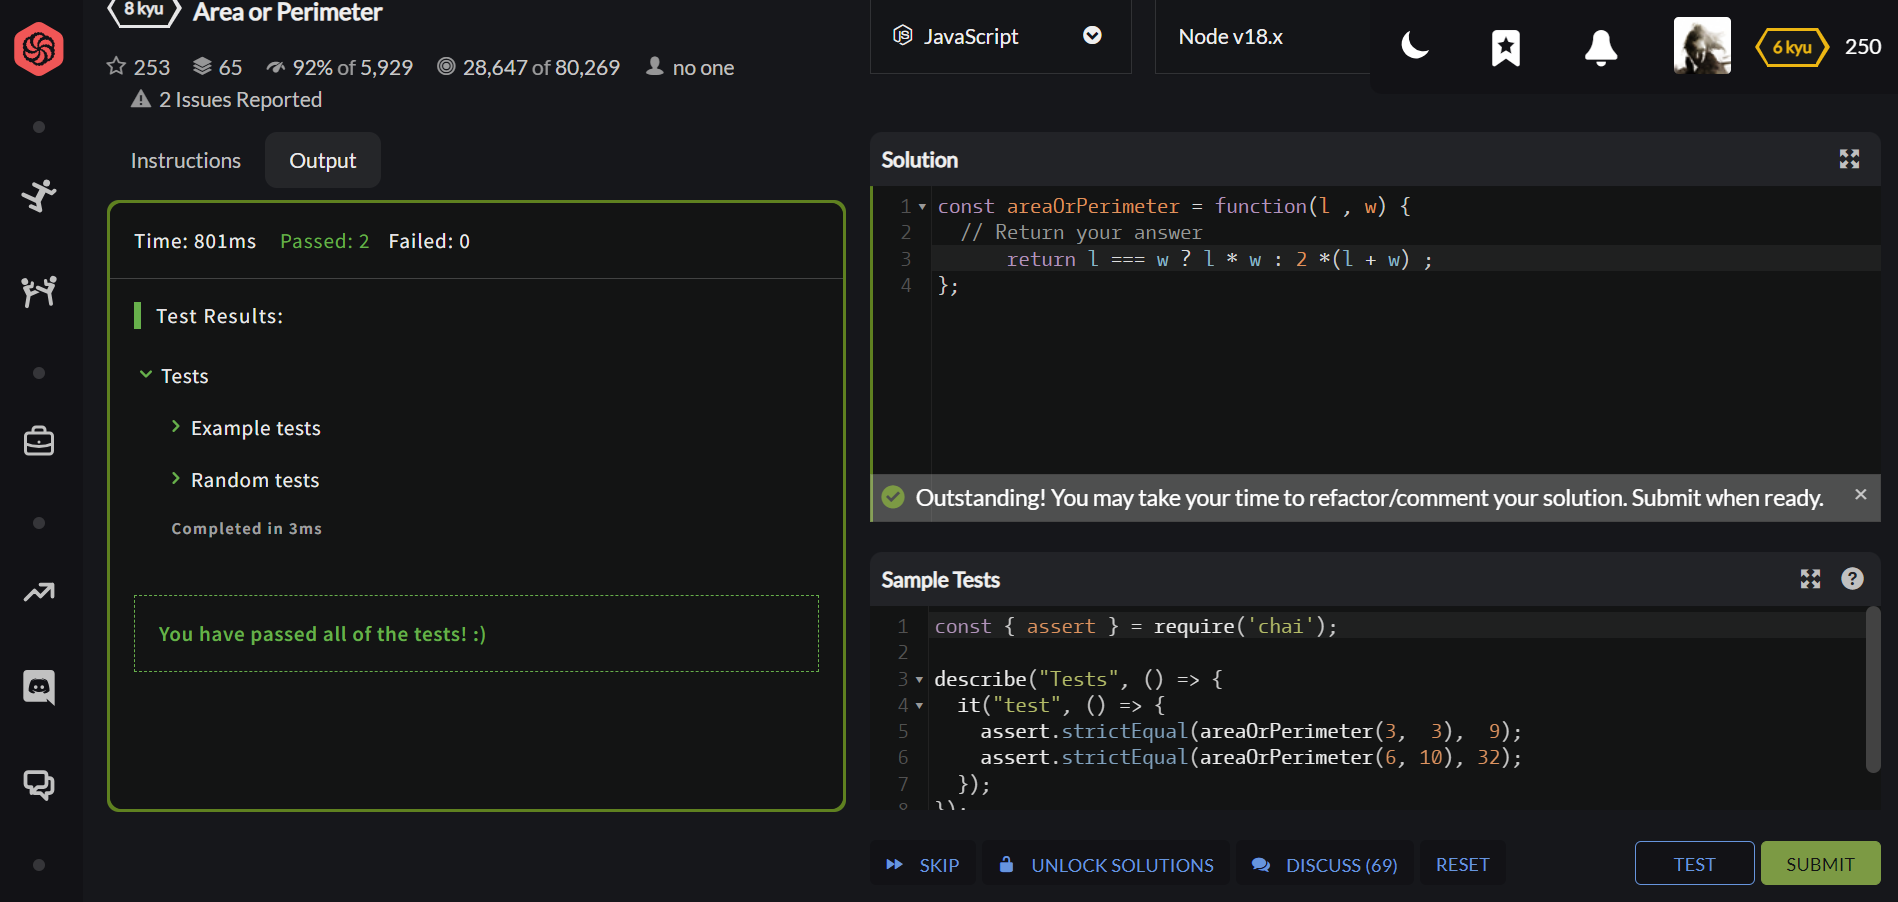 8 kyu Area or Perimeter
253 65 92% of 5,929 28,647 of 80,269 no one
2 Issues Reported
JavaScript
Node v18.x
6 kyu 250
Instructions Output
Time: 801ms Passed: 2 Failed: 0
Test Results:
Tests
Example tests
Random tests
Completed in 3ms
You have passed all of the tests! :)
Solution
1 const areaOrPerimeter = function(l , w) {
2 // Return your answer
3 return l === w ? l * w : 2 *(l + w) ;
4 };
Outstanding! You may take your time to refactor/comment your solution. Submit when ready.
Sample Tests
1 const { assert } = require('chai');
2
3 describe("Tests", () => {
4 it("test", () => {
5 assert.strictEqual(areaOrPerimeter(3, 3), 9);
6 assert.strictEqual(areaOrPerimeter(6, 10), 32);
7 });
8 });
SKIP UNLOCK SOLUTIONS DISCUSS (69) RESET TEST SUBMIT